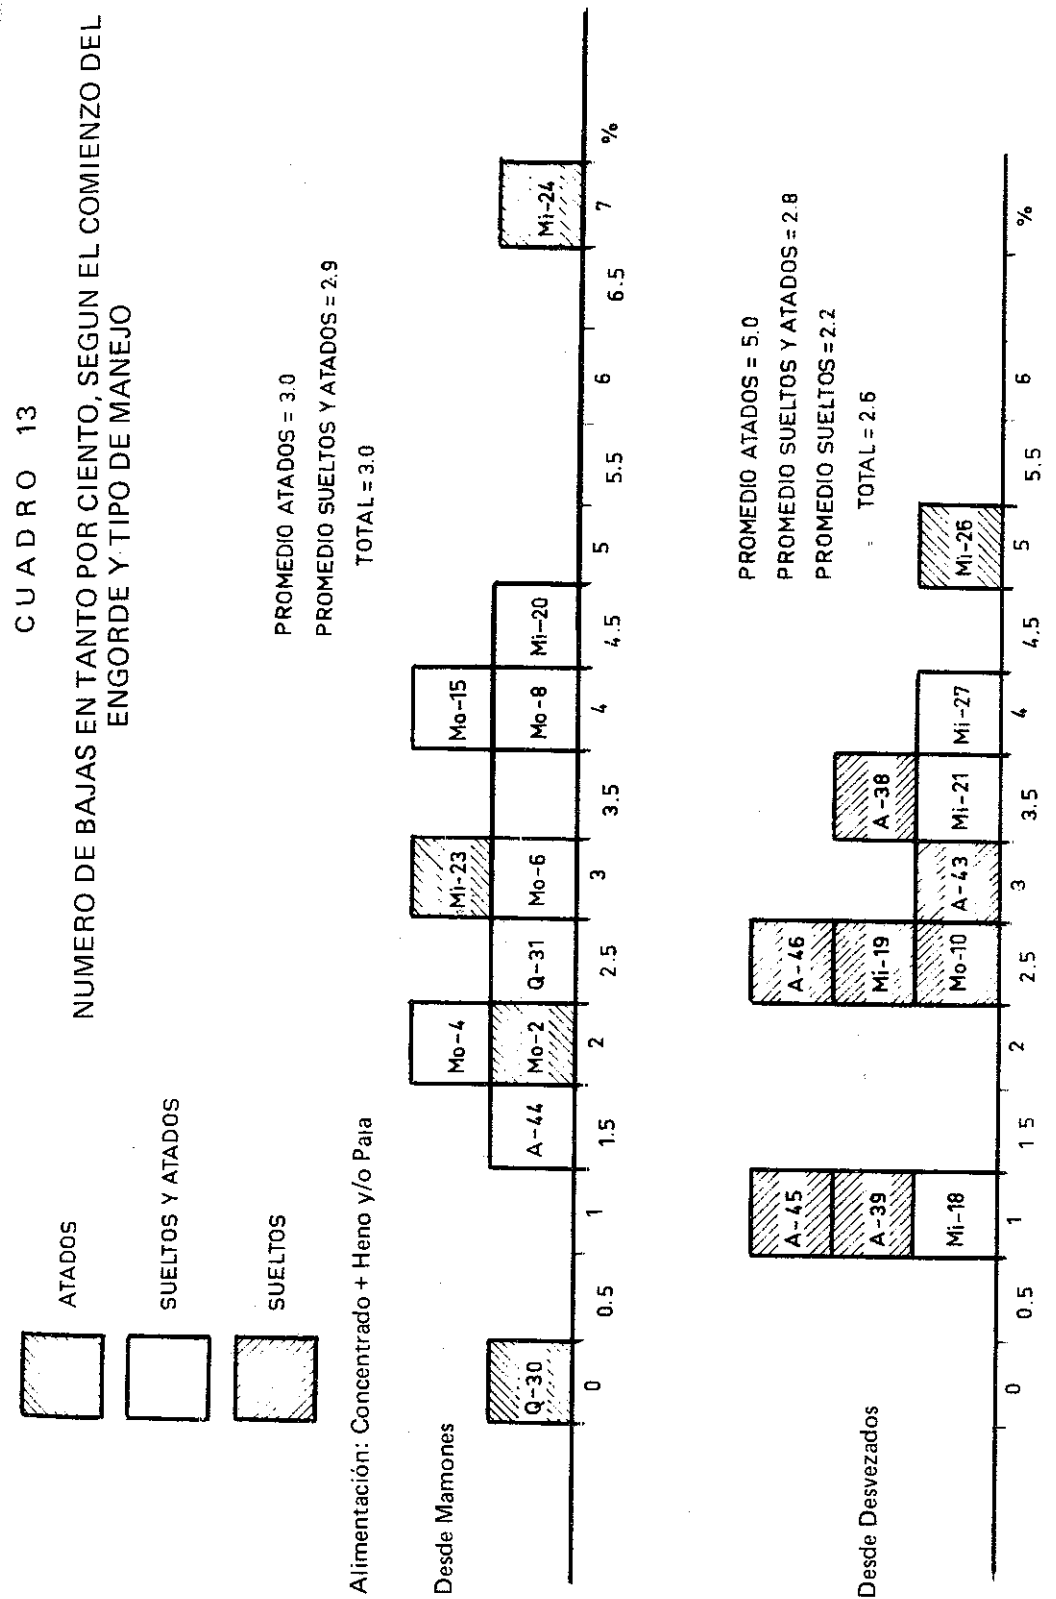 CUADRO 13
NUMERO DE BAJAS EN TANTO POR CIENTO, SEGUN EL COMIENZO DEL
ENGORDE Y TIPO DE MANEJO
ATADOS
SUELTOS Y ATADOS
SUELTOS
Alimentación: Concentrado + Heno y/o Paja
PROMEDIO ATADOS = 3.0
PROMEDIO SUELTOS Y ATADOS = 2.9
TOTAL = 3.0
Desde Mamones
Mo-4 Mi-23 Mo-15
Q-30 A-44 Mo-2 Q-31 Mo-6 Mo-8 Mi-20 Mi-24
0 0.5 1 1.5 2 2.5 3 3.5 4 4.5 5 5.5 6 6.5 7 %
PROMEDIO ATADOS = 5.0
PROMEDIO SUELTOS Y ATADOS = 2.8
PROMEDIO SUELTOS = 2.2
TOTAL = 2.6
Desde Desvezados
A-45 A-46
A-39 Mi-19 A-38
Mi-18 Mo-10 A-43 Mi-21 Mi-27 Mi-26
0 0.5 1 1 5 2 2.5 3 3.5 4 4.5 5 5.5 6 %